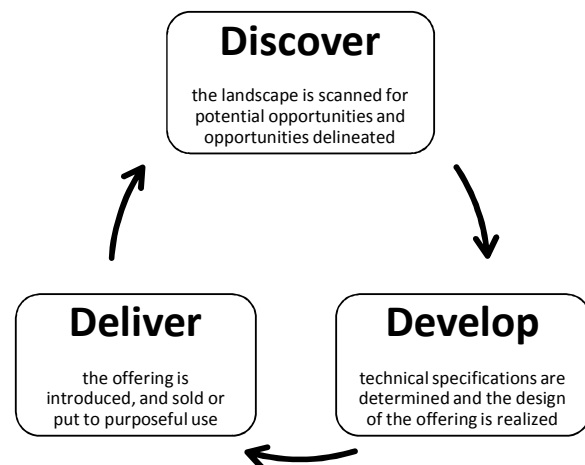 Discover
the landscape is scanned for
potential opportunities and
opportunities delineated
Deliver
the offering is
introduced, and sold or
put to purposeful use
Develop
technical specifications are
determined and the design
of the offering is realized